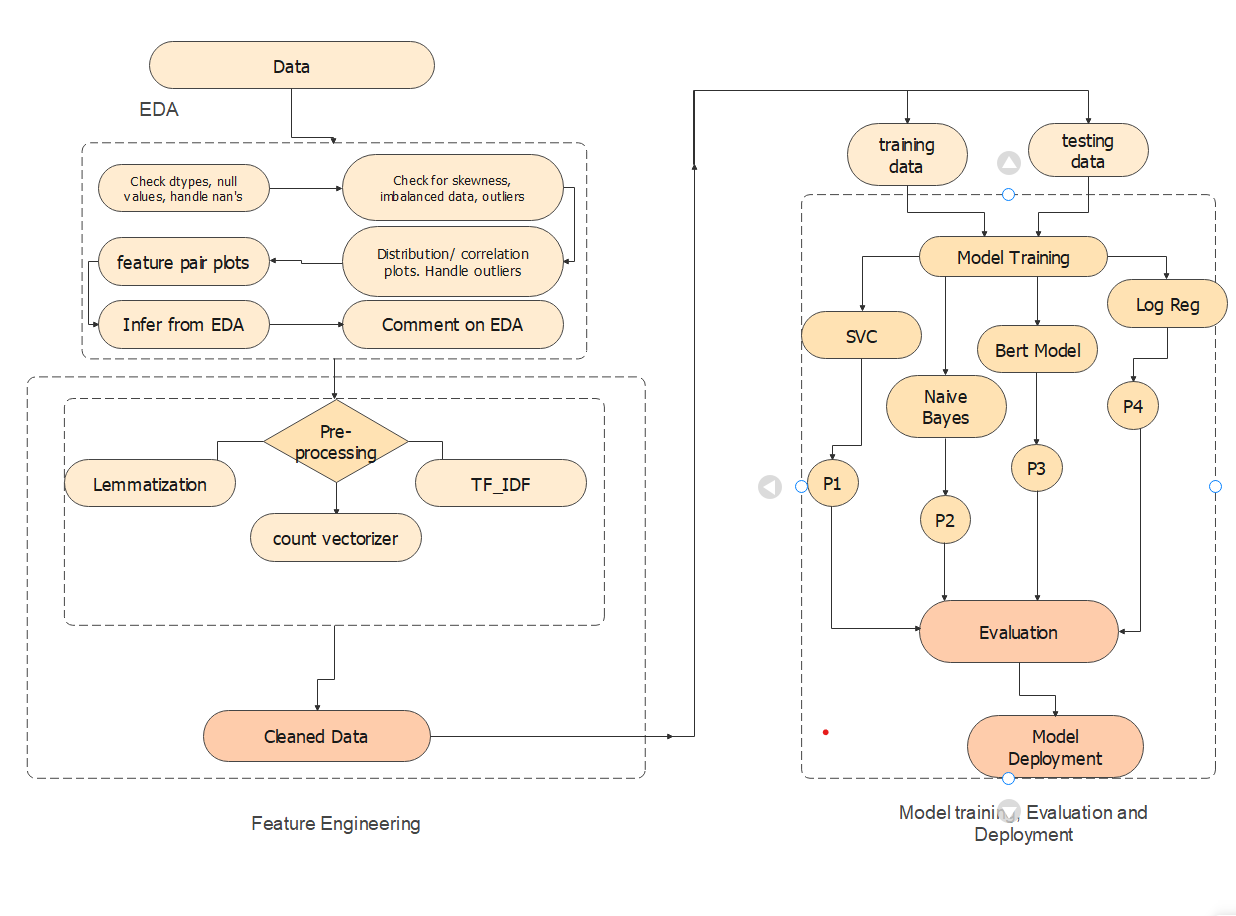 Data
EDA
Check dtypes, null
values, handle nan's
Check for skewness,
imbalanced data, outliers
feature pair plots
Distribution/ correlation
plots. Handle outliers
Infer from EDA
Comment on EDA
Pre-
processing
Lemmatization
TF_IDF
count vectorizer
Cleaned Data
Feature Engineering
training
data
testing
data
Model Training
SVC
Naive
Bayes
Bert Model
Log Reg
P1
P2
P3
P4
Evaluation
Model
Deployment
Model training, Evaluation and
Deployment